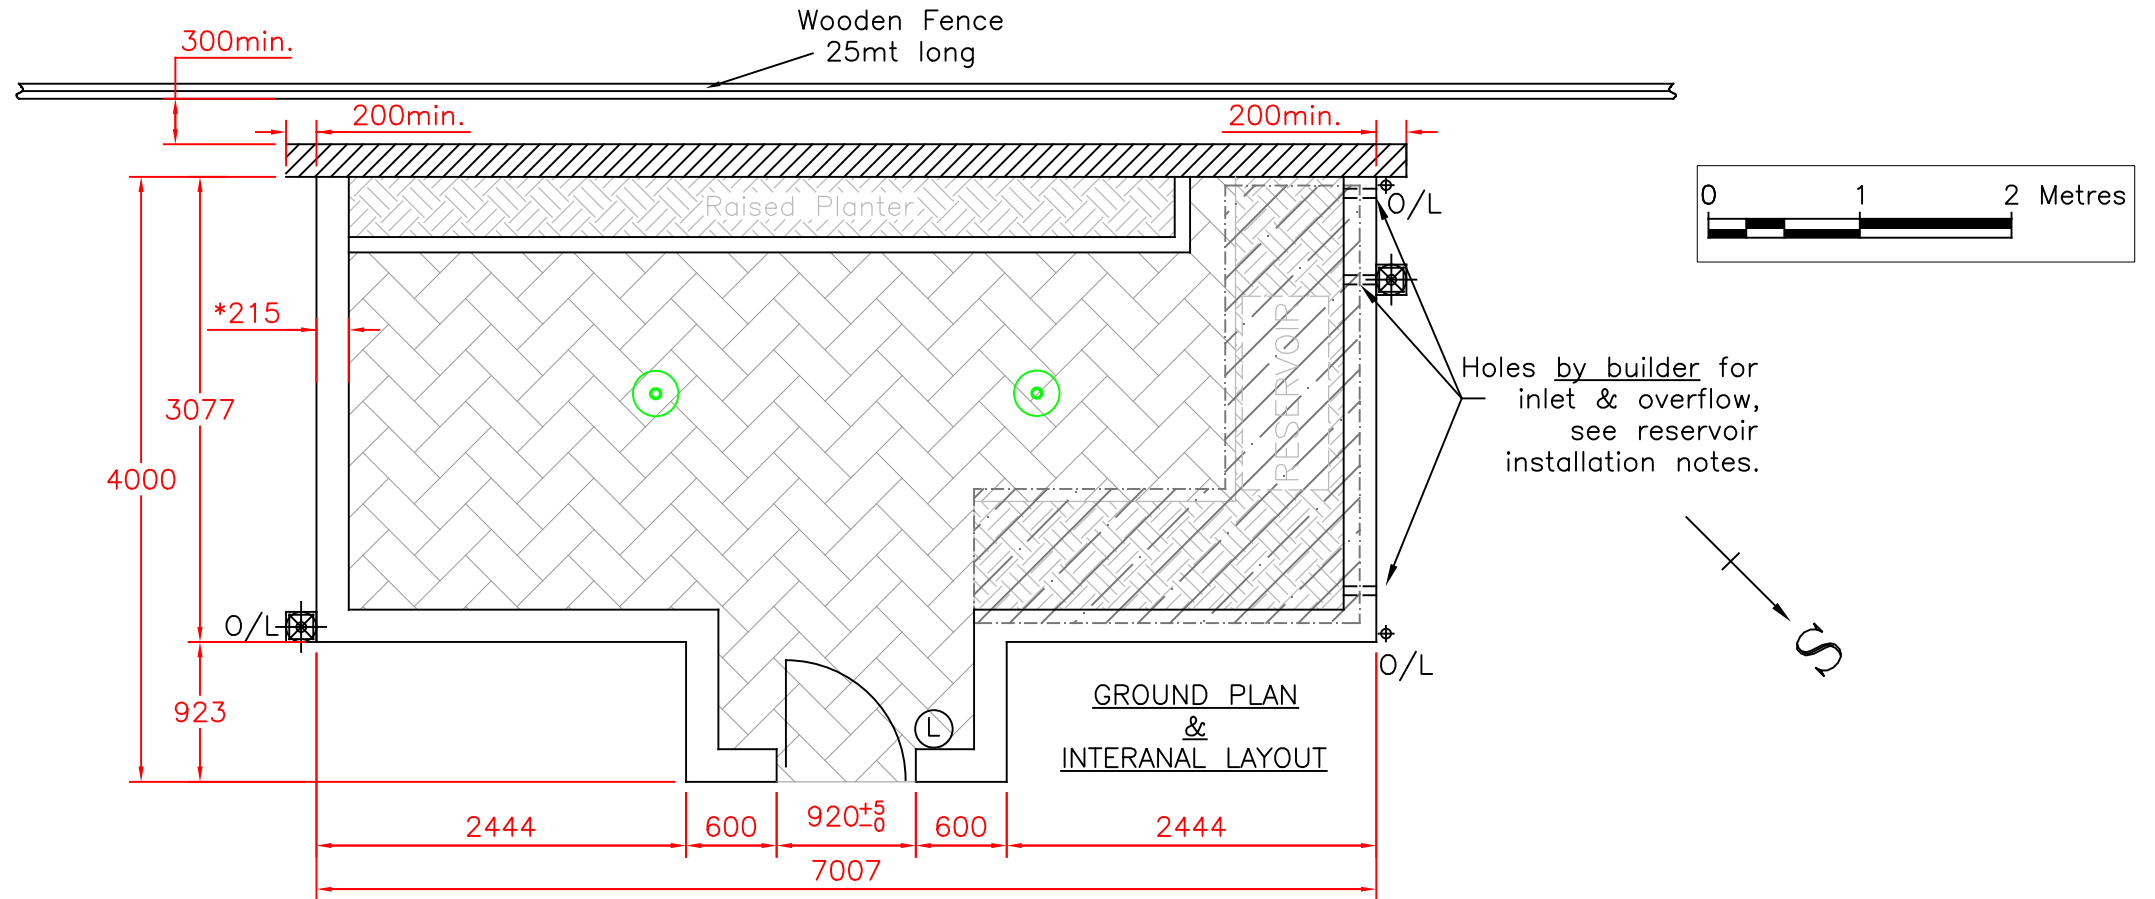 Wooden Fence
25mt long
300min.
200min.
200min.
0 1 2 Metres
Raised Planter
O/L
*215
RESERVOIR
Holes by builder for
inlet & overflow,
see reservoir
installation notes.
3077
4000
O/L
O/L
S
923
L
GROUND PLAN
&
INTERANAL LAYOUT
2444
600
920+5-0
600
2444
7007